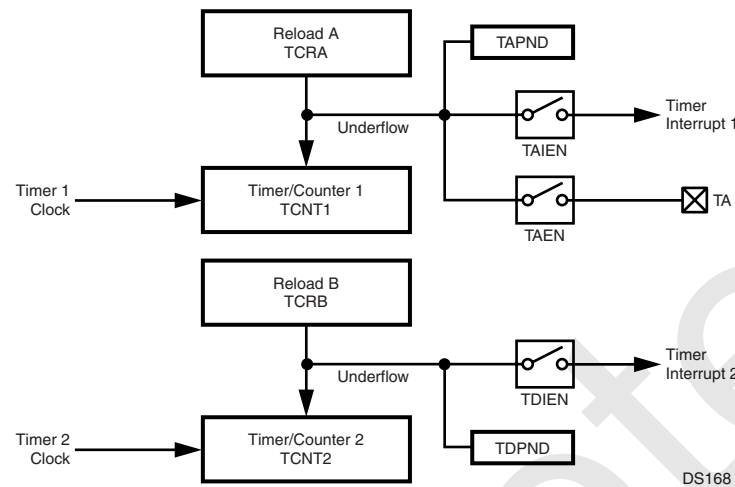 Reload A
TCRA
TAPND
Underflow
Timer
Interrupt 1
TAIEN
Timer 1
Clock
Timer/Counter 1
TCNT1
TA
TAEN
Reload B
TCRB
Underflow
Timer
Interrupt 2
TDIEN
Timer 2
Clock
Timer/Counter 2
TCNT2
TDPND
DS168